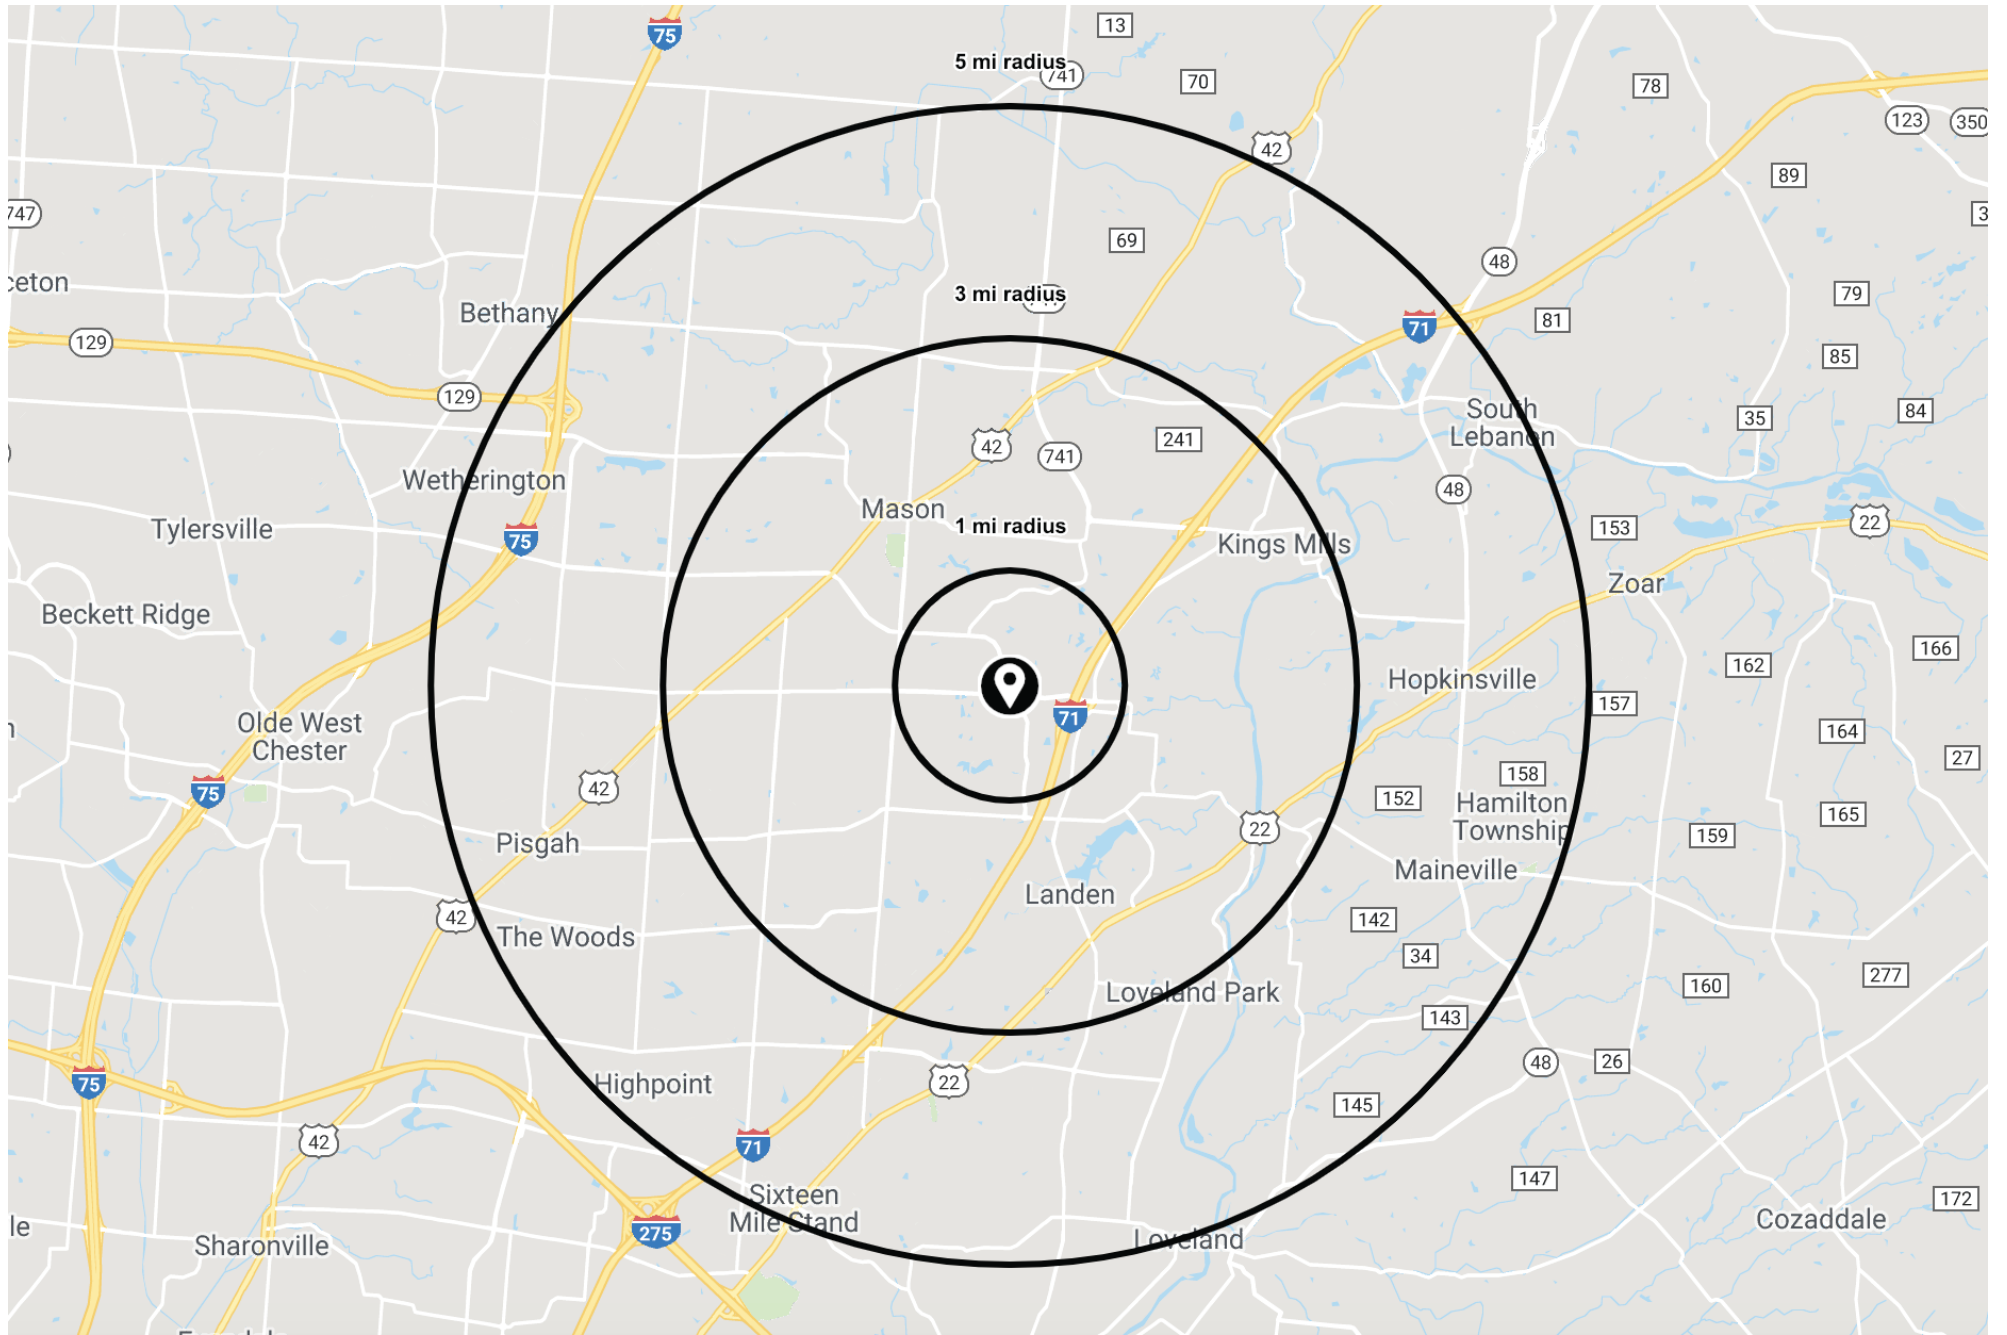 75
13
5 mi radius
741
70
78
123
350
42
89
747
3
69
48
ceton
3 mi radius
79
Bethany
71
81
129
85
129
South
Lebanon
84
35
42
241
741
Wetherington
48
Mason
1 mi radius
22
Tylersville
153
75
Kings Mills
Zoar
Beckett Ridge
166
162
Hopkinsville
157
71
Olde West
Chester
164
27
75
42
158
152
Hamilton
Township
165
22
159
Pisgah
Maineville
Landen
42
142
The Woods
34
277
160
Loveland Park
143
48
26
75
Highpoint
22
145
42
71
147
Sixteen
Mile Stand
172
Cozaddale
le
275
Loveland
Sharonville